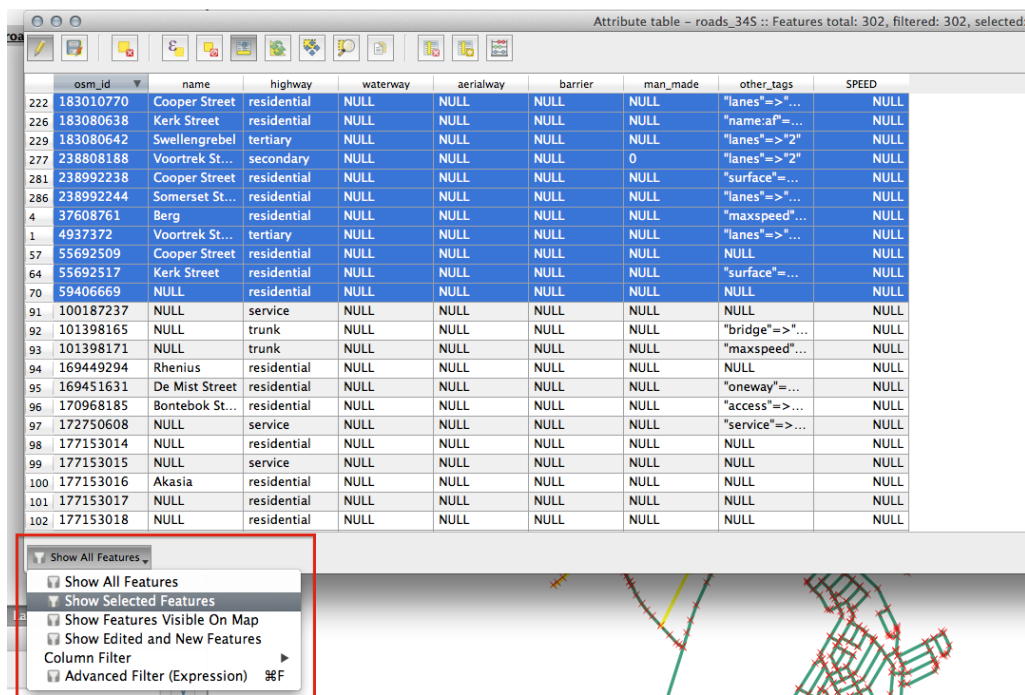 Attribute table – roads_34S :: Features total: 302, filtered: 302, selected:
roa
ε
osm_id name highway waterway aerialway barrier man_made other_tags SPEED
222 183010770 Cooper Street residential NULL NULL NULL NULL "lanes"=>"... NULL
226 183080638 Kerk Street residential NULL NULL NULL NULL "name:af"=... NULL
229 183080642 Swellengrebel tertiary NULL NULL NULL NULL "lanes"=>"2" NULL
277 238808188 Voortrek St... secondary NULL NULL NULL 0 "lanes"=>"2" NULL
281 238992238 Cooper Street residential NULL NULL NULL NULL "surface"=... NULL
286 238992244 Somerset St... residential NULL NULL NULL NULL "lanes"=>"... NULL
4 37608761 Berg residential NULL NULL NULL NULL "maxspeed"... NULL
1 4937372 Voortrek St... tertiary NULL NULL NULL NULL "lanes"=>"... NULL
57 55692509 Cooper Street residential NULL NULL NULL NULL NULL NULL
64 55692517 Kerk Street residential NULL NULL NULL NULL "surface"=... NULL
70 59406669 NULL residential NULL NULL NULL NULL NULL NULL
91 100187237 NULL service NULL NULL NULL NULL NULL NULL
92 101398165 NULL trunk NULL NULL NULL NULL "bridge"=>"... NULL
93 101398171 NULL trunk NULL NULL NULL NULL "maxspeed"... NULL
94 169449294 Rhenius residential NULL NULL NULL NULL NULL NULL
95 169451631 De Mist Street residential NULL NULL NULL NULL "oneway"=... NULL
96 170968185 Bontebok St... residential NULL NULL NULL NULL "access"=>... NULL
97 172750608 NULL service NULL NULL NULL NULL "service"=>... NULL
98 177153014 NULL residential NULL NULL NULL NULL NULL NULL
99 177153015 NULL service NULL NULL NULL NULL NULL NULL
100 177153016 Akasia residential NULL NULL NULL NULL NULL NULL
101 177153017 NULL residential NULL NULL NULL NULL NULL NULL
102 177153018 NULL residential NULL NULL NULL NULL NULL NULL
Show All Features
Show All Features
Show Selected Features
Show Features Visible On Map
Show Edited and New Features
Column Filter
Advanced Filter (Expression) ⌘F